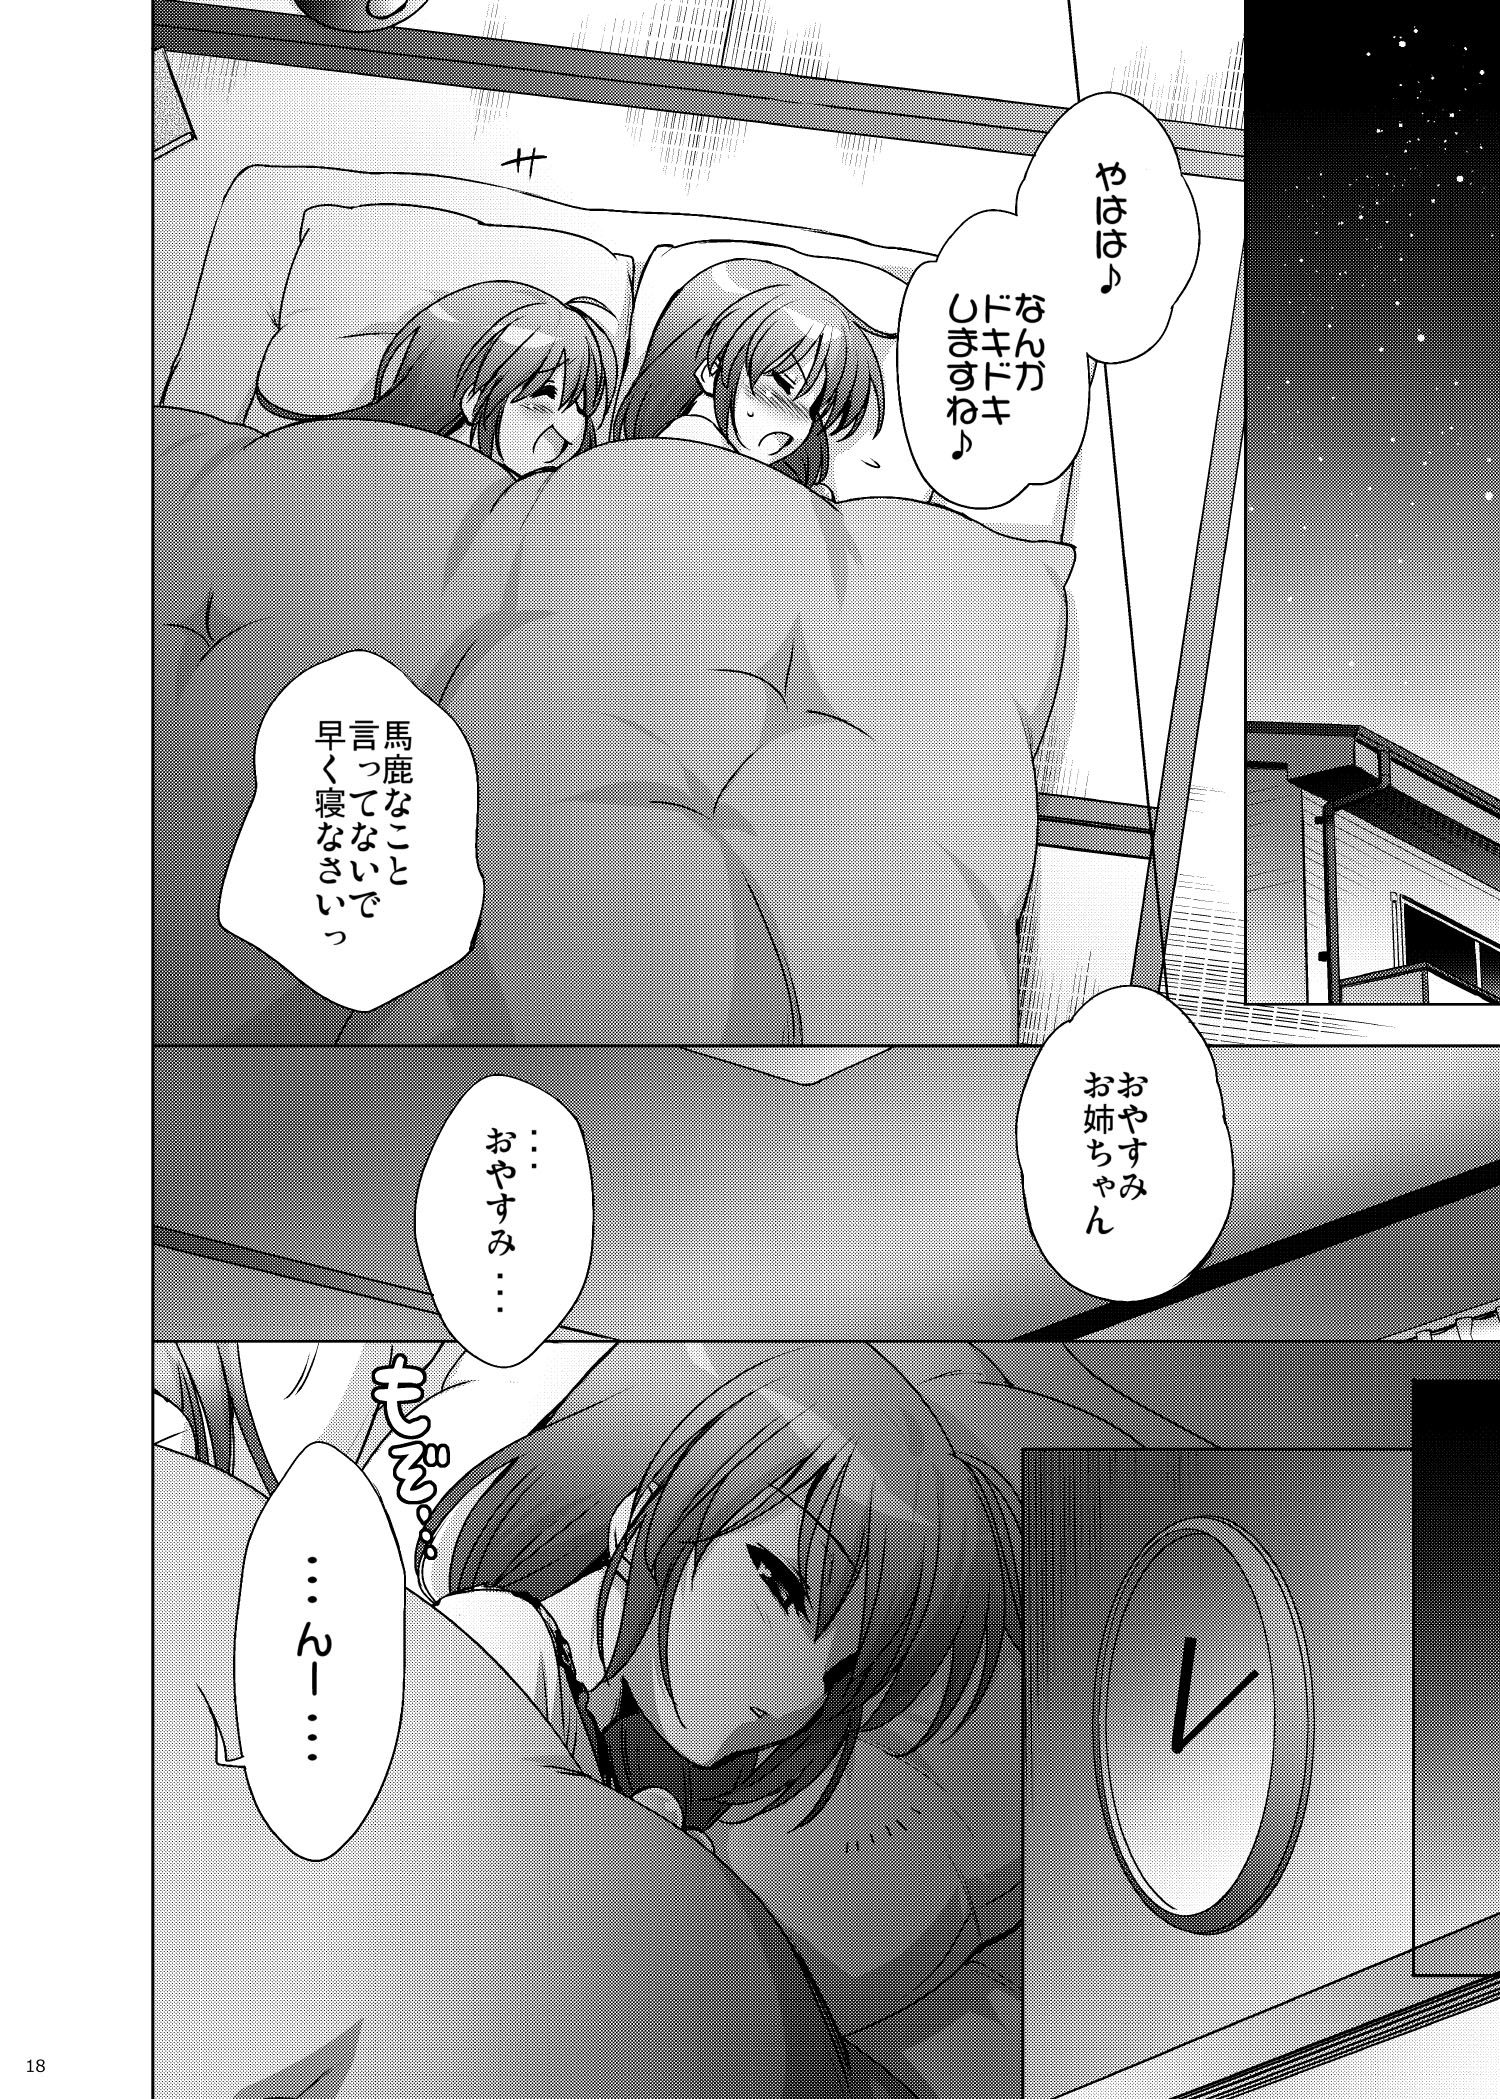 やはは♪
なんか
ドキドキ
しますね♪
馬鹿なこと
言ってないで
早く寝なさいっ
おやすみ
お姉ちゃん
…
おやすみ…
もぞ…
…んー…
18